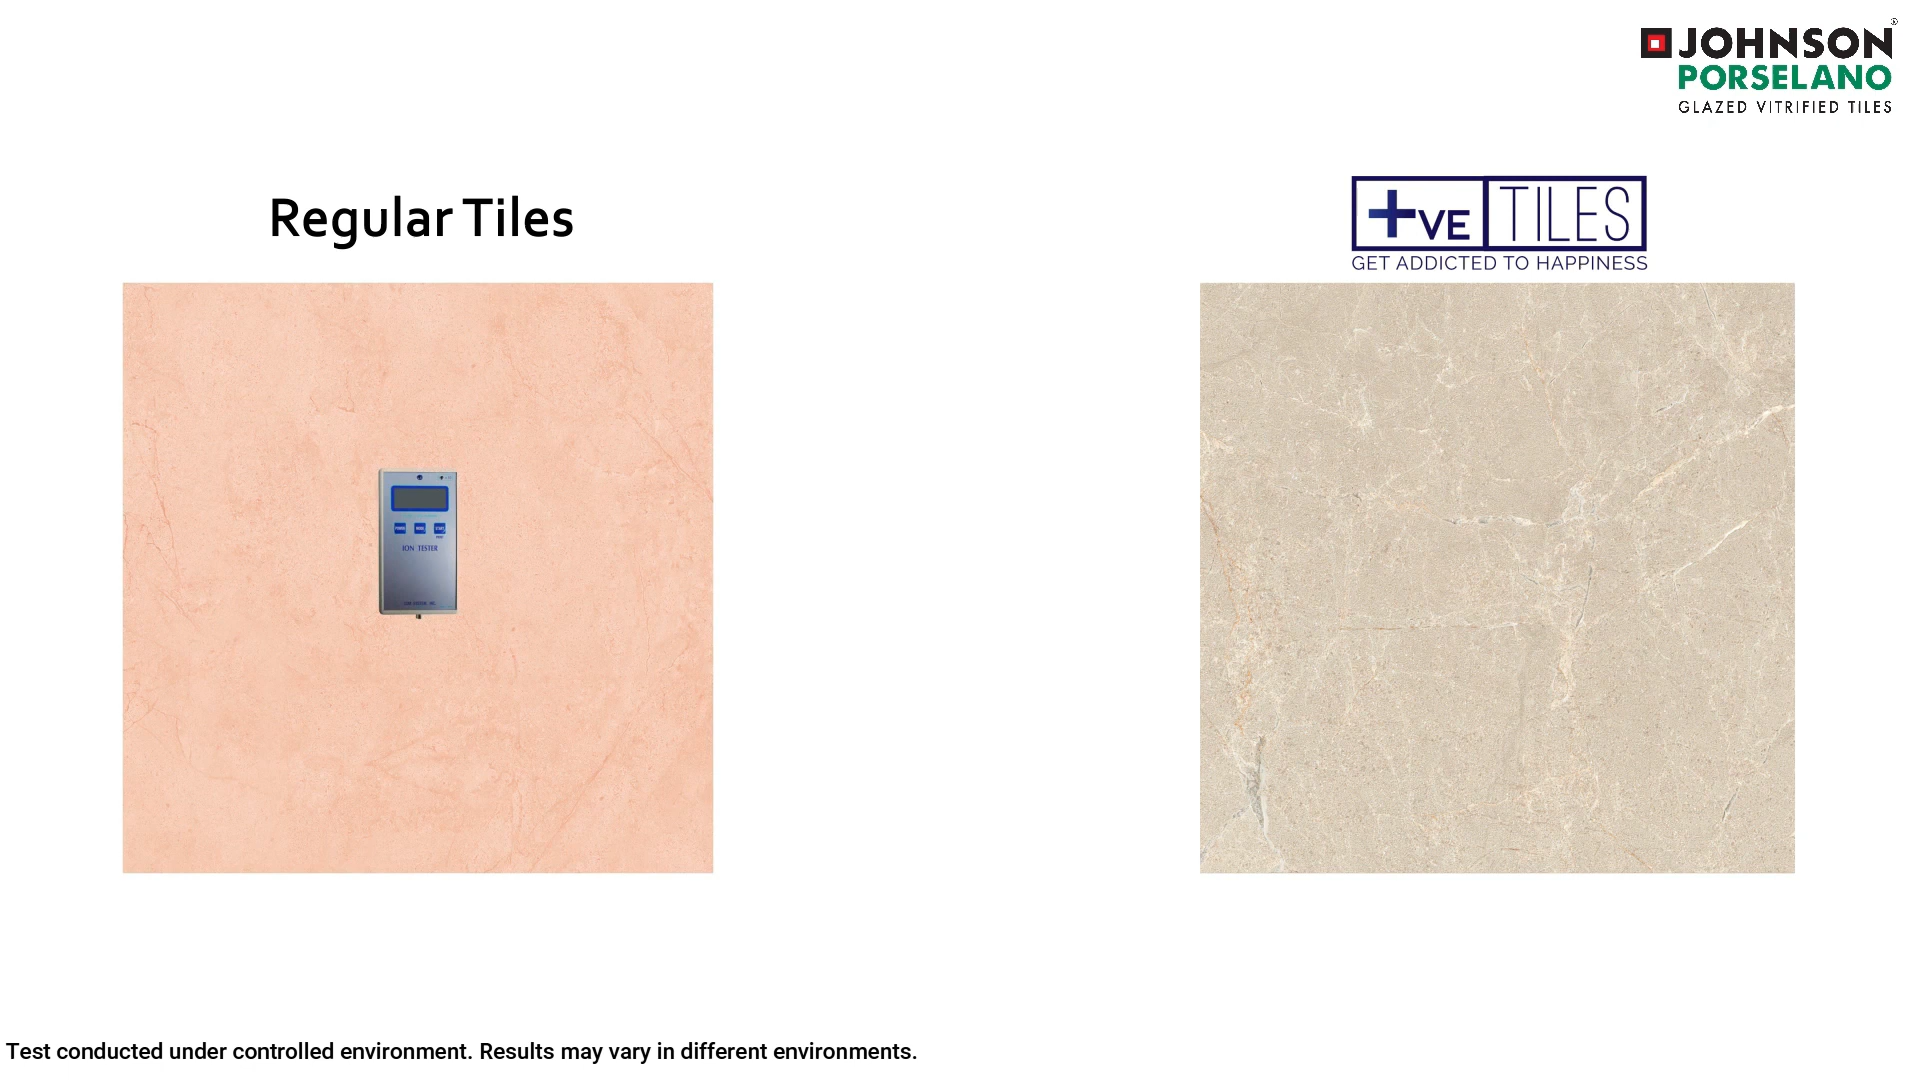 JOHNSON®
PORSELANO
GLAZED VITRIFIED TILES
Regular Tiles
+VE TILES
GET ADDICTED TO HAPPINESS
ION TESTER
Test conducted under controlled environment. Results may vary in different environments.